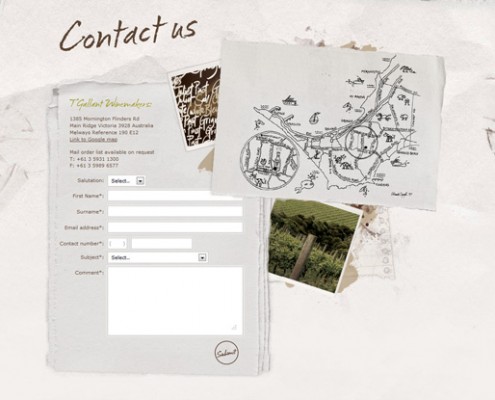 Contact us
T'Gallant Winemakers
1385 Mornington Flinders Rd
Main Ridge Victoria 3928 Australia
Melways Reference 190 E12
Link to Google map
Mail order list available on request
T: +61 3 5931 1300
F: +61 3 5989 6577
Salutation: Select..
First Name*:
Surname*:
Email address*:
Contact number*: ( )
Subject*: Select..
Comment*:
Submit